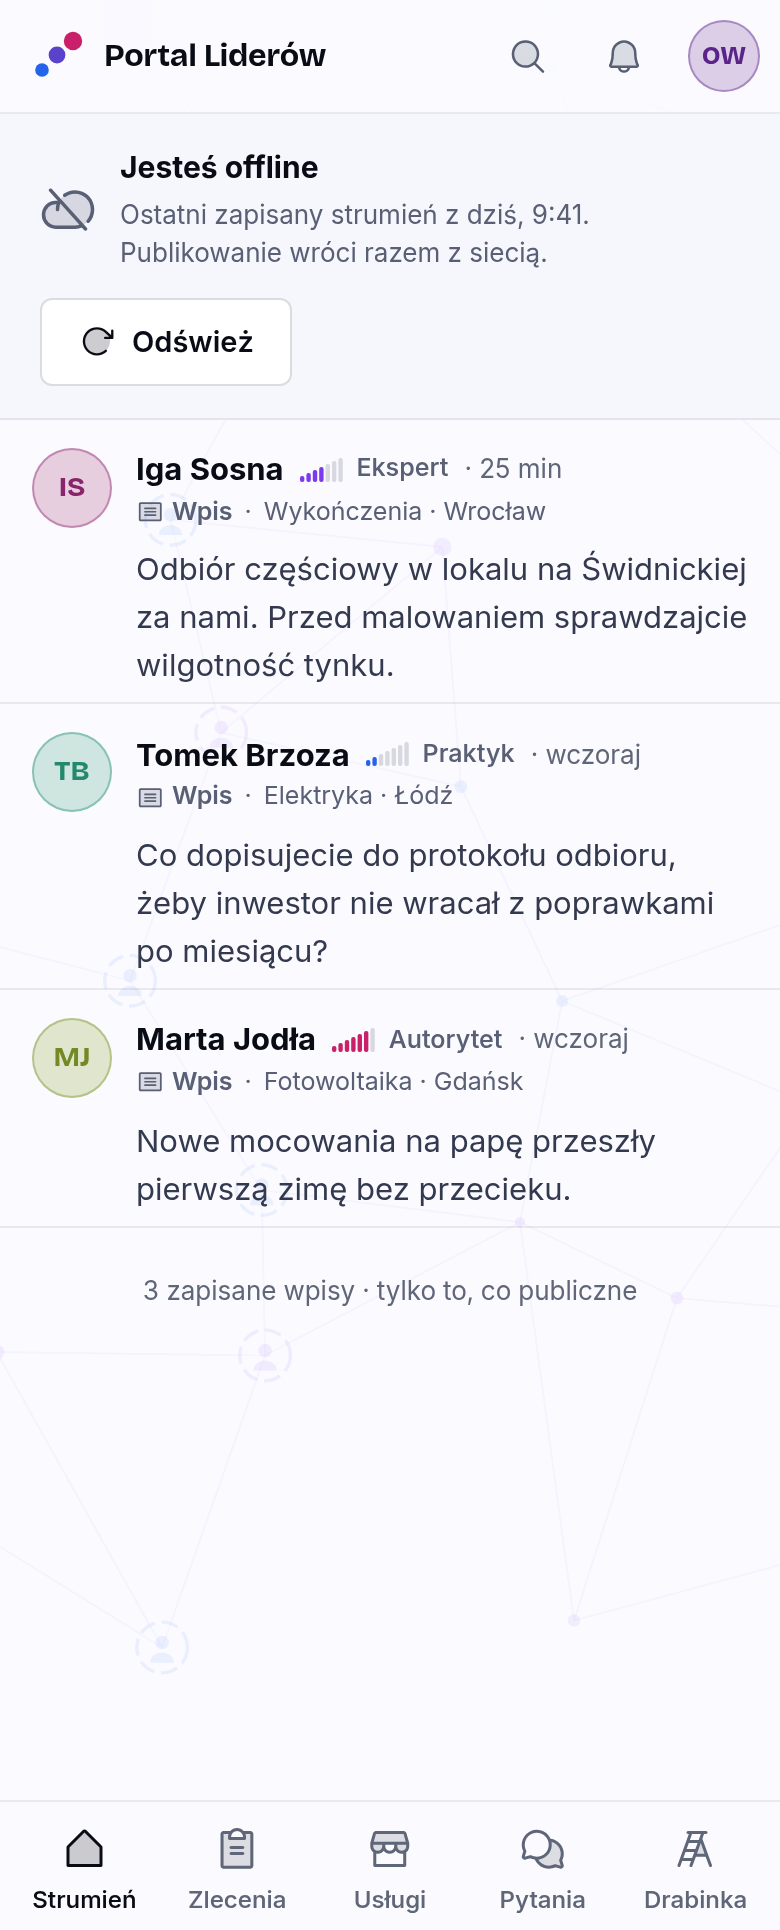 Portal Liderów
OW
Jesteś offline
Ostatni zapisany strumień z dziś, 9:41.
Publikowanie wróci razem z siecią.
Odśwież
IS
Iga Sosna Ekspert · 25 min
Wpis · Wykończenia · Wrocław
Odbiór częściowy w lokalu na Świdnickiej
za nami. Przed malowaniem sprawdzajcie
wilgotność tynku.
TB
Tomek Brzoza Praktyk · wczoraj
Wpis · Elektryka · Łódź
Co dopisujecie do protokołu odbioru,
żeby inwestor nie wracał z poprawkami
po miesiącu?
MJ
Marta Jodła Autorytet · wczoraj
Wpis · Fotowoltaika · Gdańsk
Nowe mocowania na papę przeszły
pierwszą zimę bez przecieku.
3 zapisane wpisy · tylko to, co publiczne
Strumień Zlecenia Usługi Pytania Drabinka